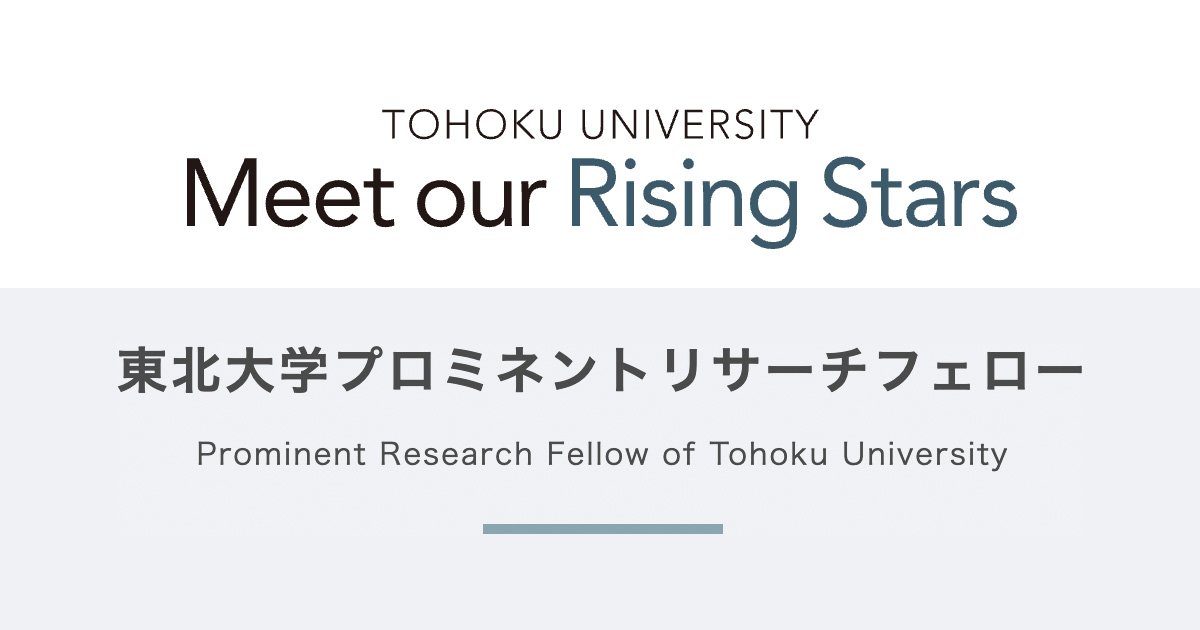 TOHOKU UNIVERSITY
Meet our Rising Stars
東北大学プロミネントリサーチフェロー
Prominent Research Fellow of Tohoku University